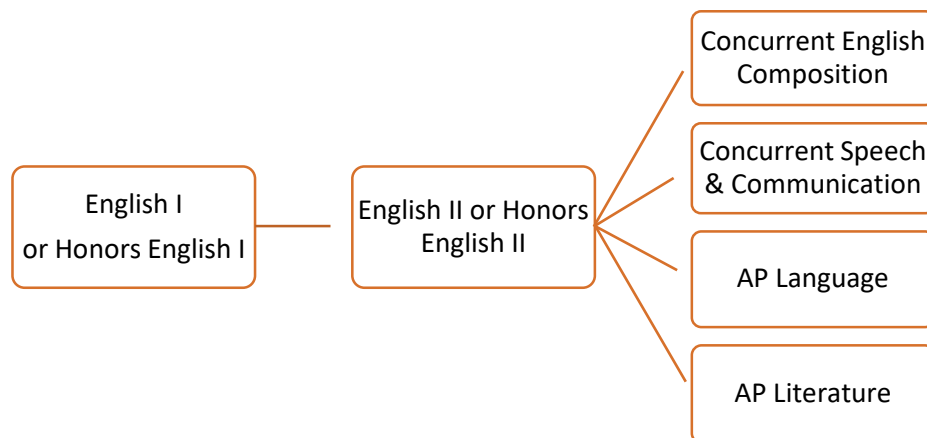 English I
or Honors English I
English II or Honors
English II
Concurrent English
Composition
Concurrent Speech
& Communication
AP Language
AP Literature